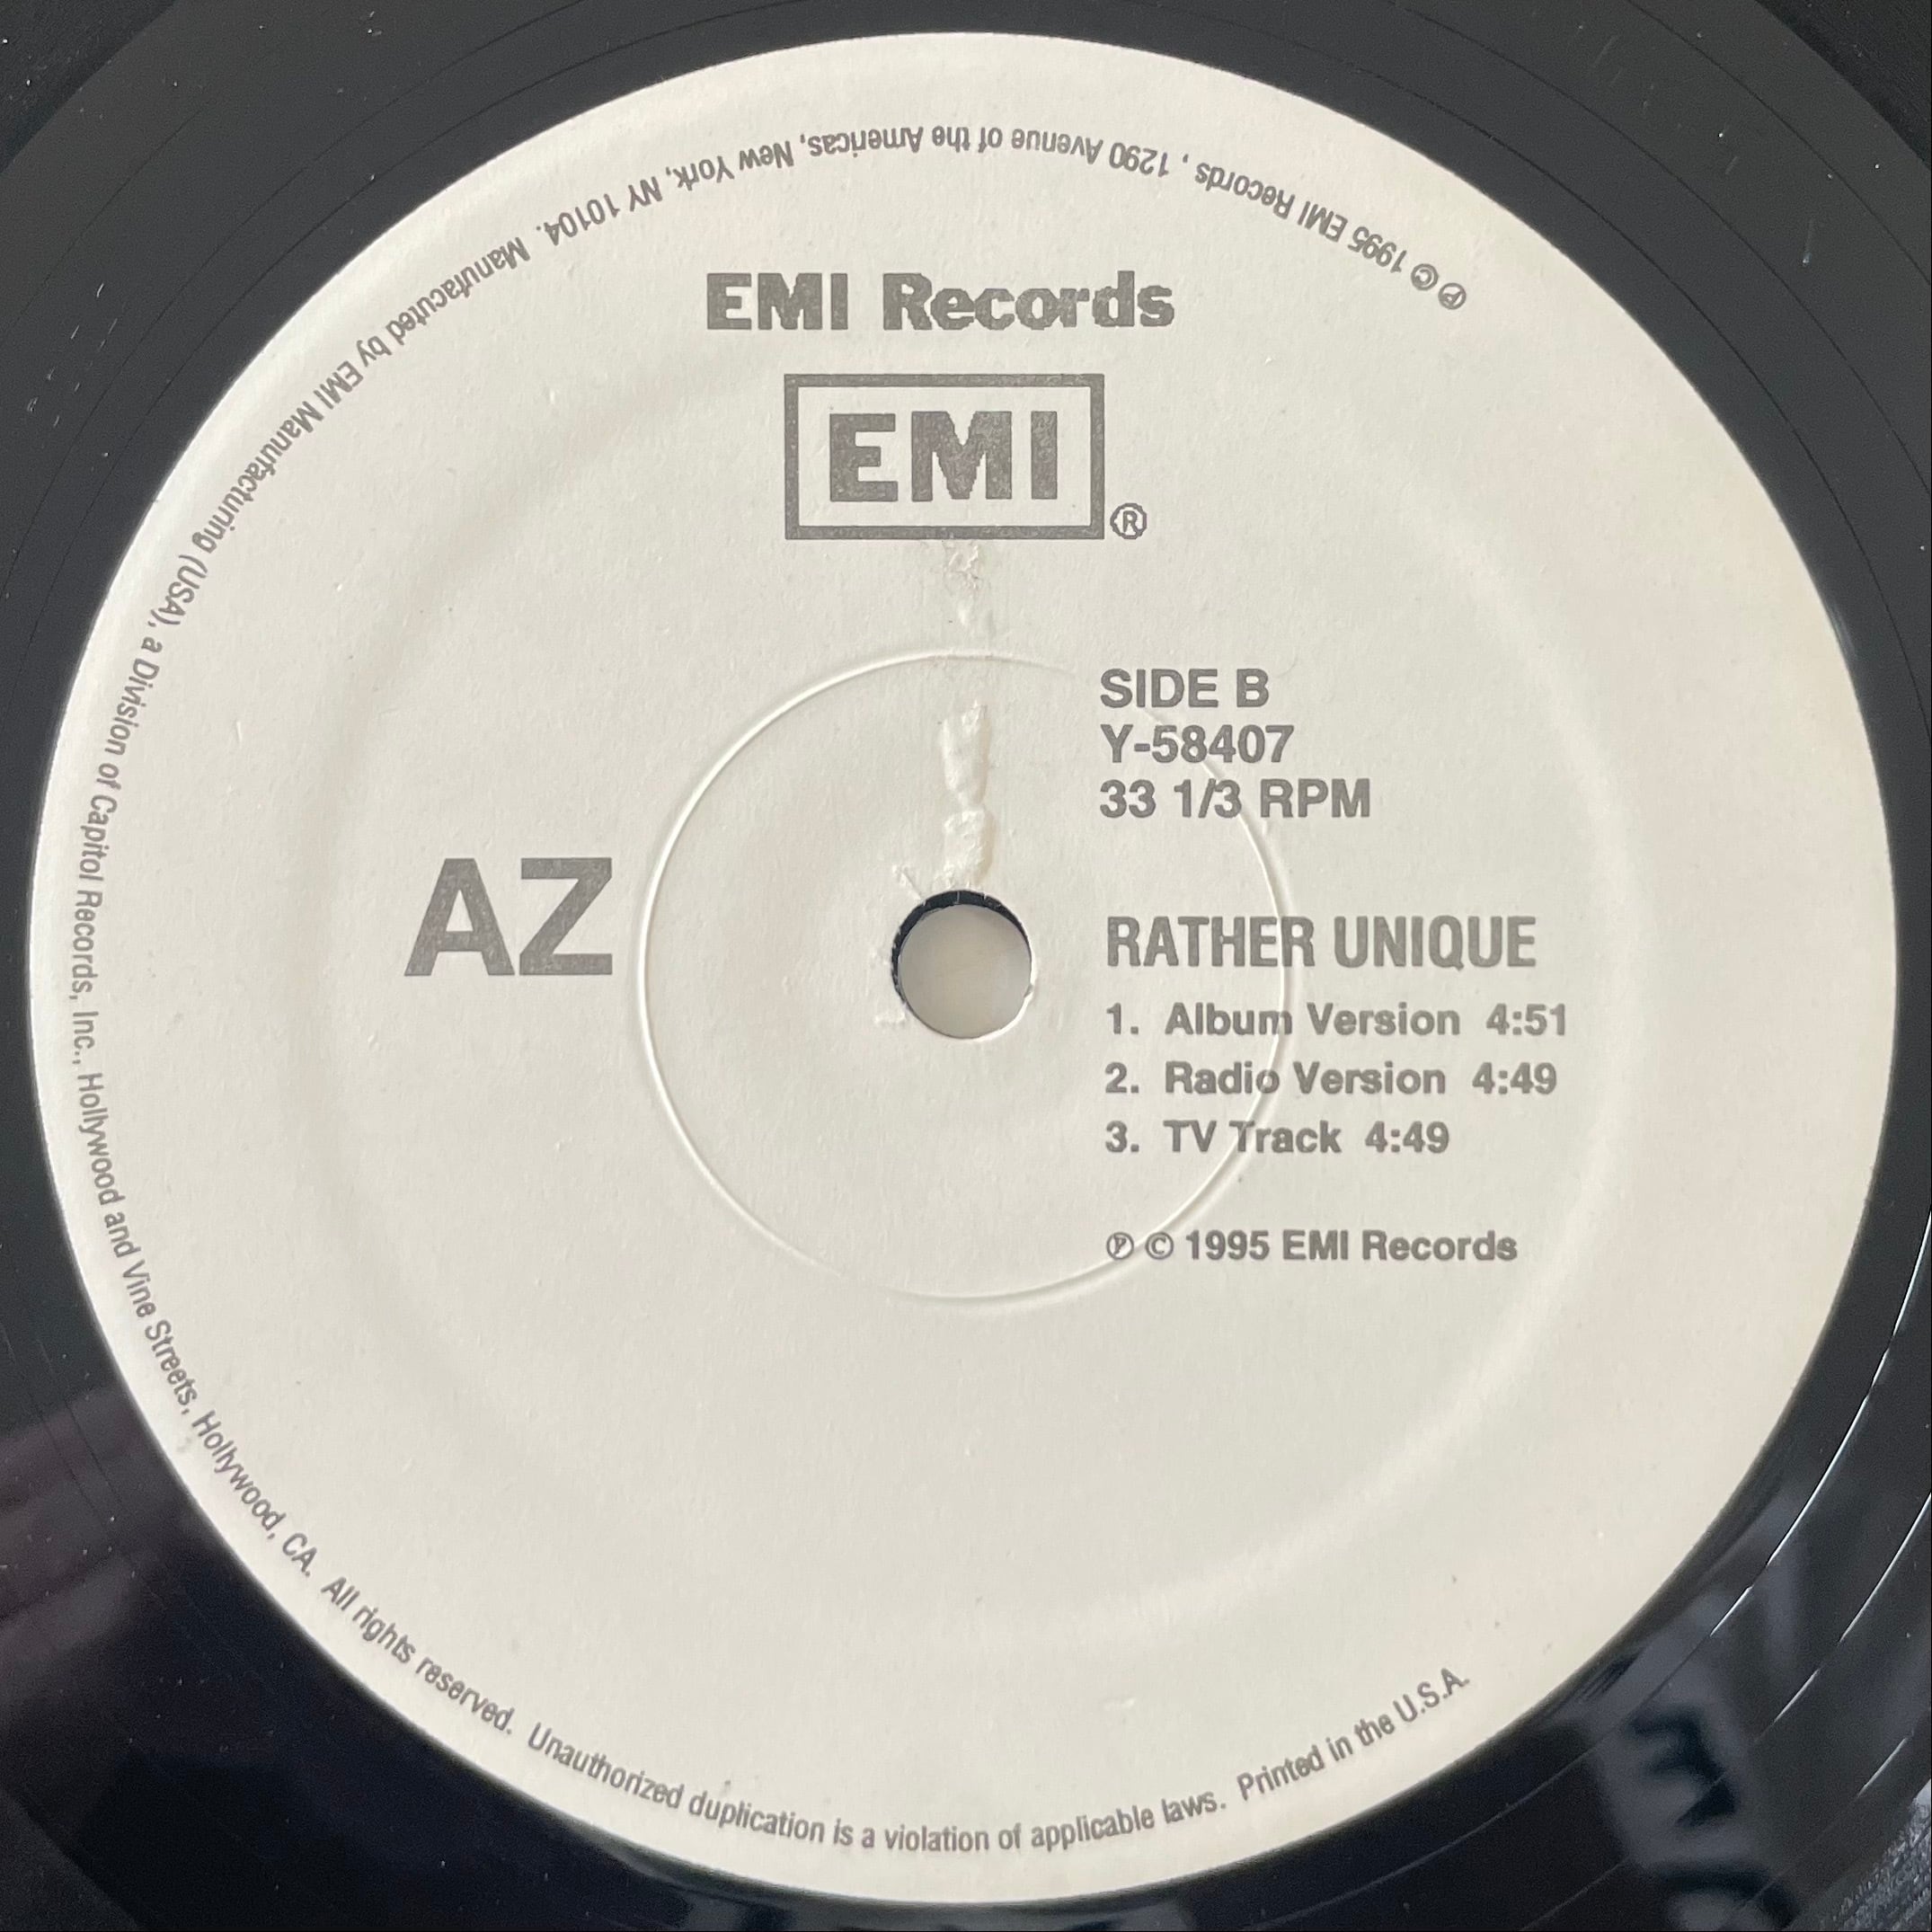 ℗ © 1995 EMI Records , 1290 Avenue of the Americas, New York, NY 10104. Manufacuted by EMI Manufacturing (USA), a Division of Capitol Records, Inc., Hollywood and Vine Streets, Hollywood, CA. All rights reserved. Unauthorized duplication is a violation of applicable laws. Printed in the U.S.A.
EMI Records
EMI®
SIDE B
Y-58407
33 1/3 RPM
AZ
RATHER UNIQUE
1. Album Version 4:51
2. Radio Version 4:49
3. TV Track 4:49
℗ © 1995 EMI Records